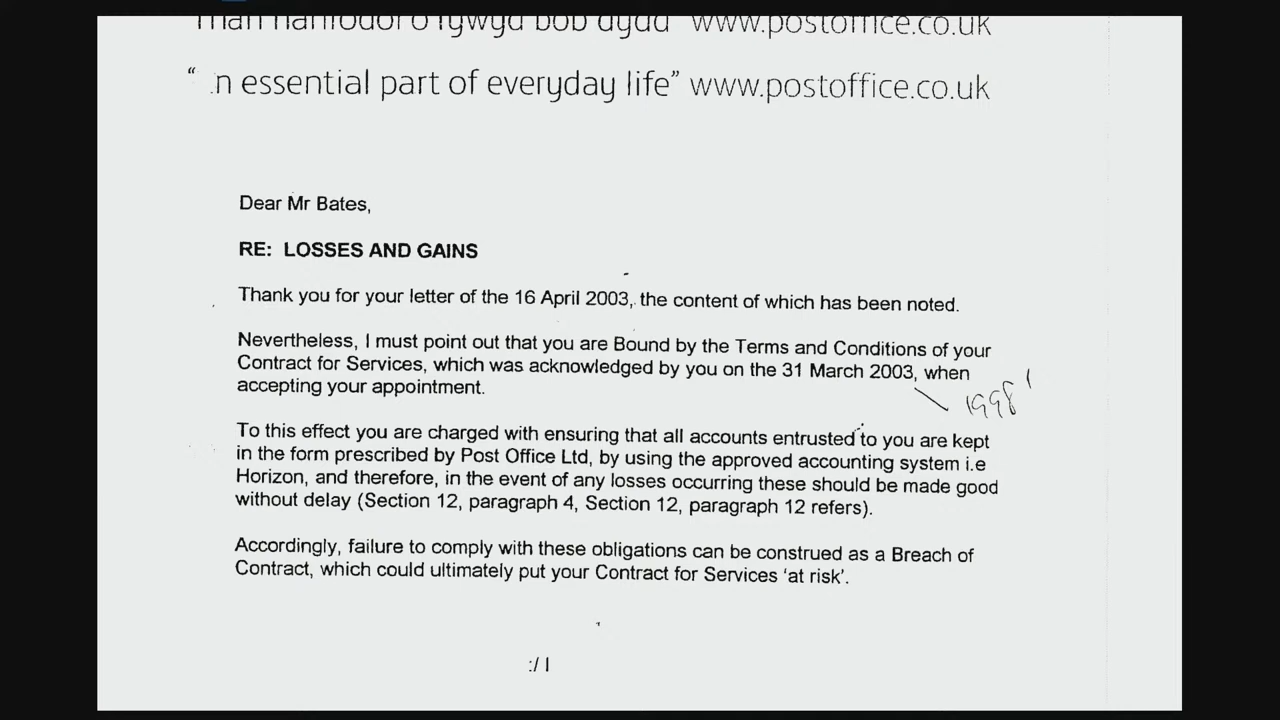 nanfodol o fywyd bob dydd" www.postoffice.co.uk
"n essential part of everyday life" www.postoffice.co.uk
Dear Mr Bates,
RE: LOSSES AND GAINS
Thank you for your letter of the 16 April 2003, the content of which has been noted.
Nevertheless, I must point out that you are Bound by the Terms and Conditions of your
Contract for Services, which was acknowledged by you on the 31 March 2003, when
1998
accepting your appointment.
To this effect you are charged with ensuring that all accounts entrusted to you are kept
in the form prescribed by Post Office Ltd, by using the approved accounting system i.e
Horizon, and therefore, in the event of any losses occurring these should be made good
without delay (Section 12, paragraph 4, Section 12, paragraph 12 refers).
Accordingly, failure to comply with these obligations can be construed as a Breach of
Contract, which could ultimately put your Contract for Services 'at risk'.
:/1